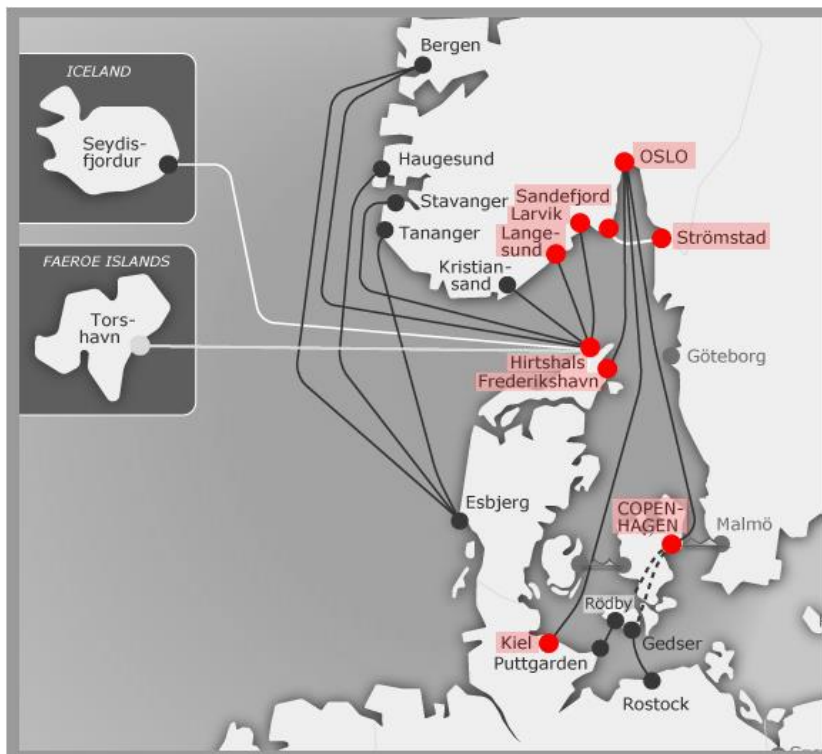 Bergen
ICELAND
Seydis-
fjordur
Haugesund
OSLO
Sandefjord
Stavanger
Larvik
Tananger
Lange-
sund
Strömstad
FAEROE ISLANDS
Kristian-
sand
Tors-
havn
Hirtshals
Göteborg
Frederikshavn
Esbjerg
COPEN-
HAGEN
Malmö
Rödby
Kiel
Gedser
Puttgarden
Rostock